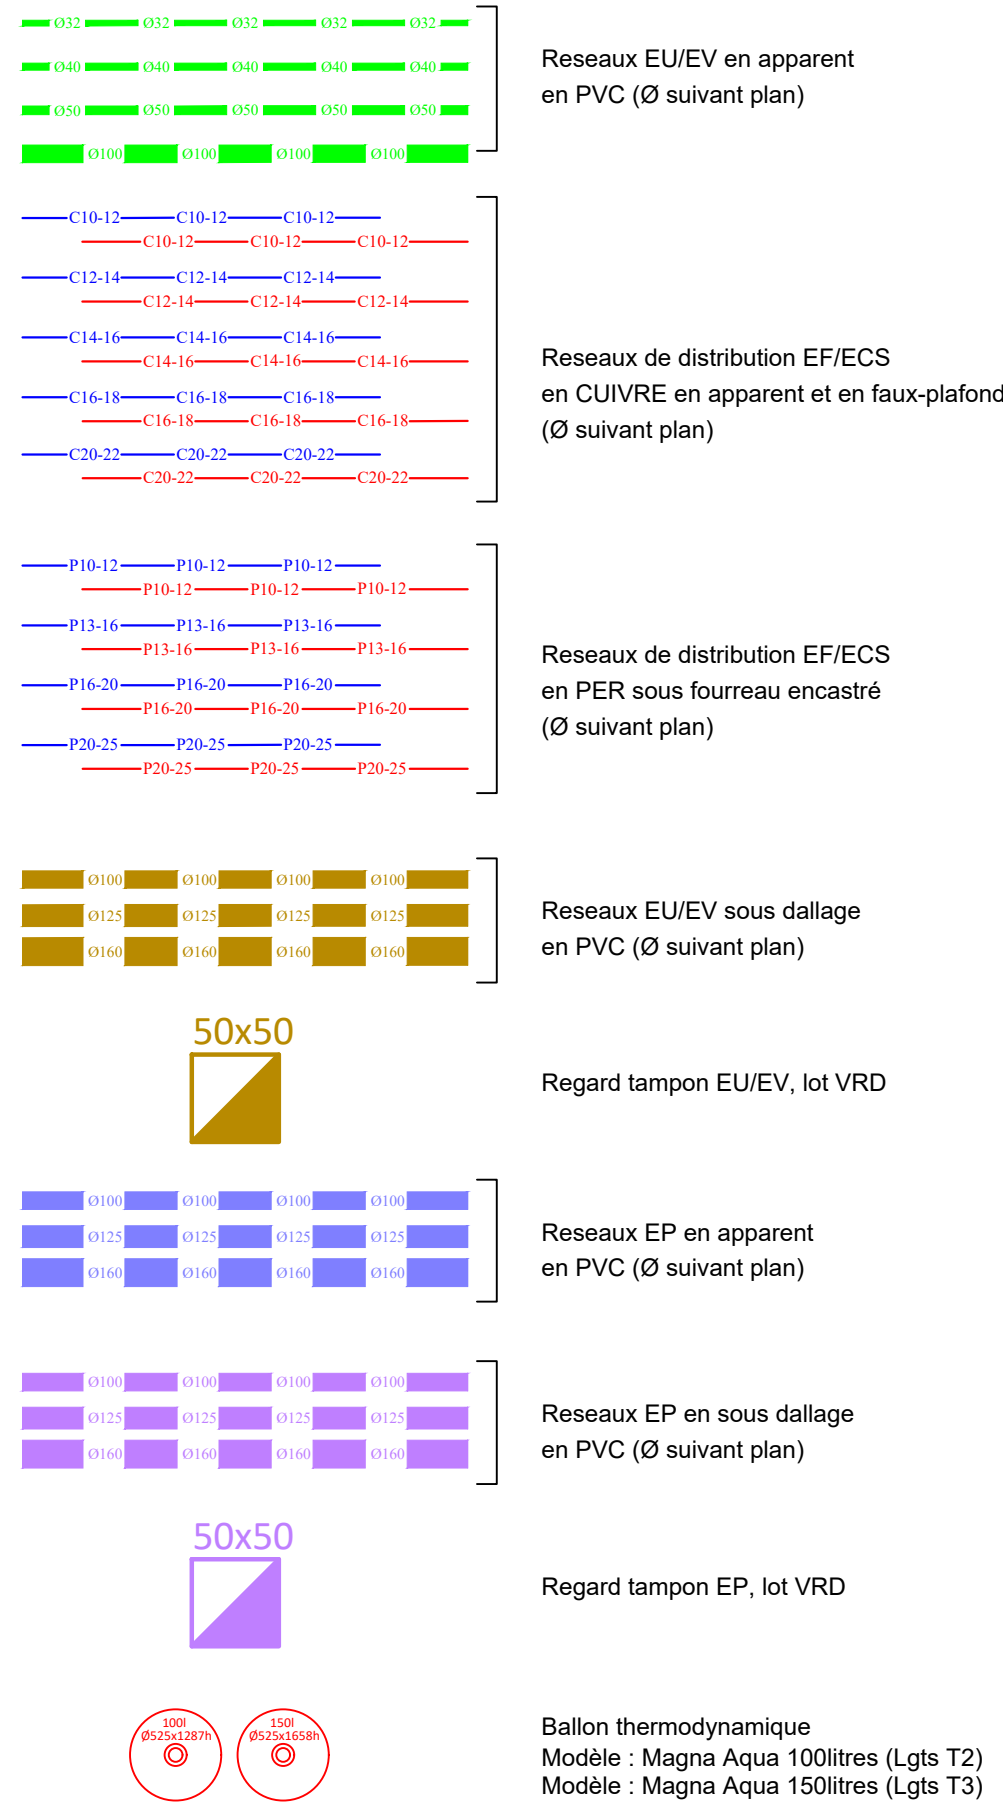 Ø32 Ø32 Ø32 Ø32 Ø32
Ø40 Ø40 Ø40 Ø40 Ø40
Ø50 Ø50 Ø50 Ø50 Ø50
Ø100 Ø100 Ø100 Ø100
Reseaux EU/EV en apparent
en PVC (Ø suivant plan)
C10-12 C10-12 C10-12
C10-12 C10-12 C10-12
C12-14 C12-14 C12-14
C12-14 C12-14 C12-14
C14-16 C14-16 C14-16
C14-16 C14-16 C14-16
C16-18 C16-18 C16-18
C16-18 C16-18 C16-18
C20-22 C20-22 C20-22
C20-22 C20-22 C20-22
Reseaux de distribution EF/ECS
en CUIVRE en apparent et en faux-plafond
(Ø suivant plan)
P10-12 P10-12 P10-12
P10-12 P10-12 P10-12
P13-16 P13-16 P13-16
P13-16 P13-16 P13-16
P16-20 P16-20 P16-20
P16-20 P16-20 P16-20
P20-25 P20-25 P20-25
P20-25 P20-25 P20-25
Reseaux de distribution EF/ECS
en PER sous fourreau encastré
(Ø suivant plan)
Ø100 Ø100 Ø100 Ø100
Ø125 Ø125 Ø125 Ø125
Ø160 Ø160 Ø160 Ø160
Reseaux EU/EV sous dallage
en PVC (Ø suivant plan)
50x50
Regard tampon EU/EV, lot VRD
Ø100 Ø100 Ø100 Ø100
Ø125 Ø125 Ø125 Ø125
Ø160 Ø160 Ø160 Ø160
Reseaux EP en apparent
en PVC (Ø suivant plan)
Ø100 Ø100 Ø100 Ø100
Ø125 Ø125 Ø125 Ø125
Ø160 Ø160 Ø160 Ø160
Reseaux EP en sous dallage
en PVC (Ø suivant plan)
50x50
Regard tampon EP, lot VRD
100l
Ø525x1287h
150l
Ø525x1658h
Ballon thermodynamique
Modèle : Magna Aqua 100litres (Lgts T2)
Modèle : Magna Aqua 150litres (Lgts T3)